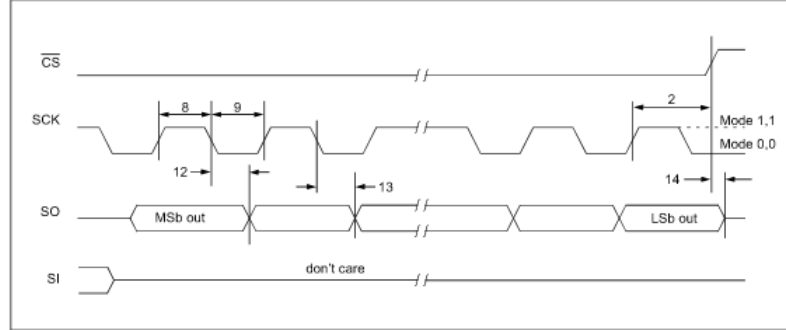 CS
SCK
8
9
2
Mode 1,1
Mode 0,0
12
13
14
SO
MSb out
LSb out
SI
don't care